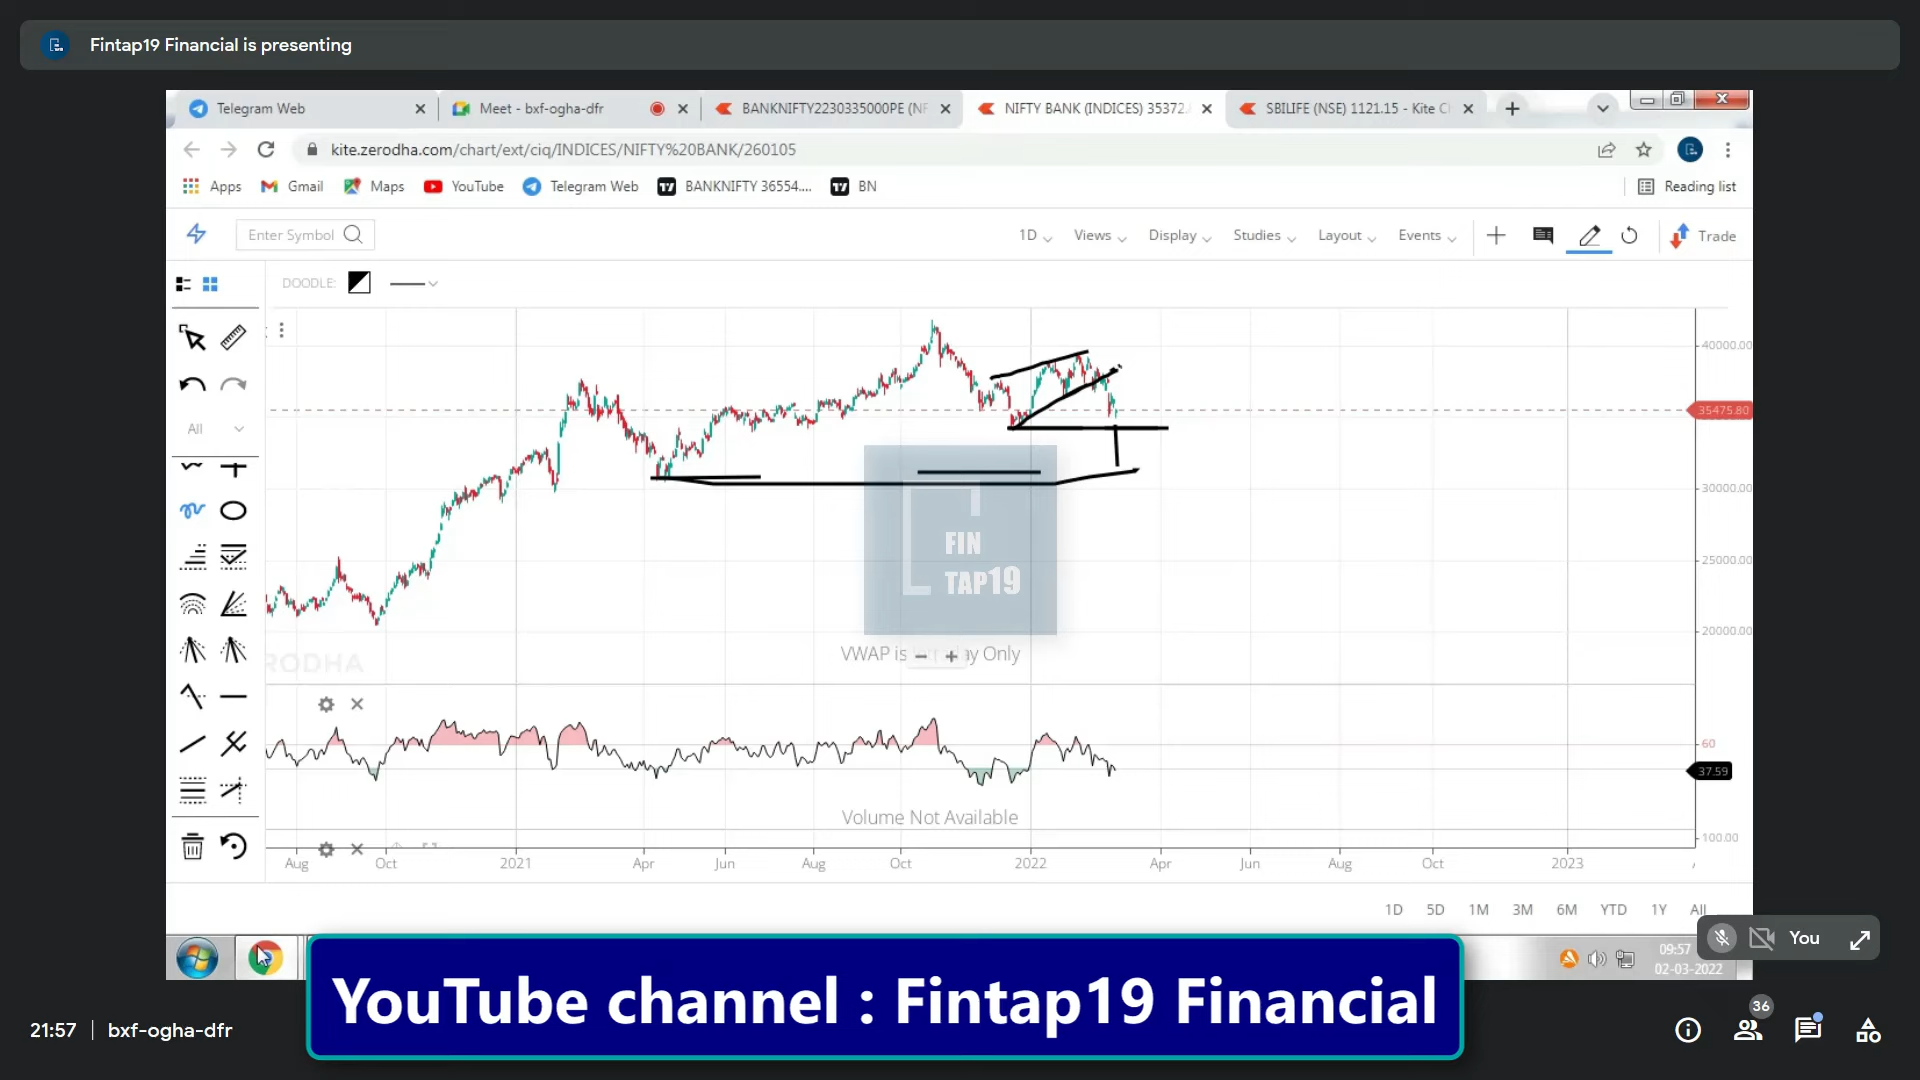 Fintap19 Financial is presenting
Telegram Web
Meet - bxf-ogha-dfr
BANKNIFTY2230335000PE (NF
NIFTY BANK (INDICES) 35372.
SBILIFE (NSE) 1121.15 - Kite C
kite.zerodha.com/chart/ext/ciq/INDICES/NIFTY%20BANK/260105
Apps
Gmail
Maps
YouTube
Telegram Web
BANKNIFTY 36554....
BN
Reading list
Enter Symbol
1D
Views
Display
Studies
Layout
Events
Trade
DOODLE:
All
40000.00
35475.80
30000.00
25000.00
20000.00
FIN
TAP19
RODHA
VWAP is
ay Only
60
37.59
Volume Not Available
100.00
Aug
Oct
2021
Apr
Jun
Aug
Oct
2022
Apr
Jun
Aug
Oct
2023
1D
5D
1M
3M
6M
YTD
1Y
All
You
09:57
02-03-2022
YouTube channel : Fintap19 Financial
21:57
bxf-ogha-dfr
36